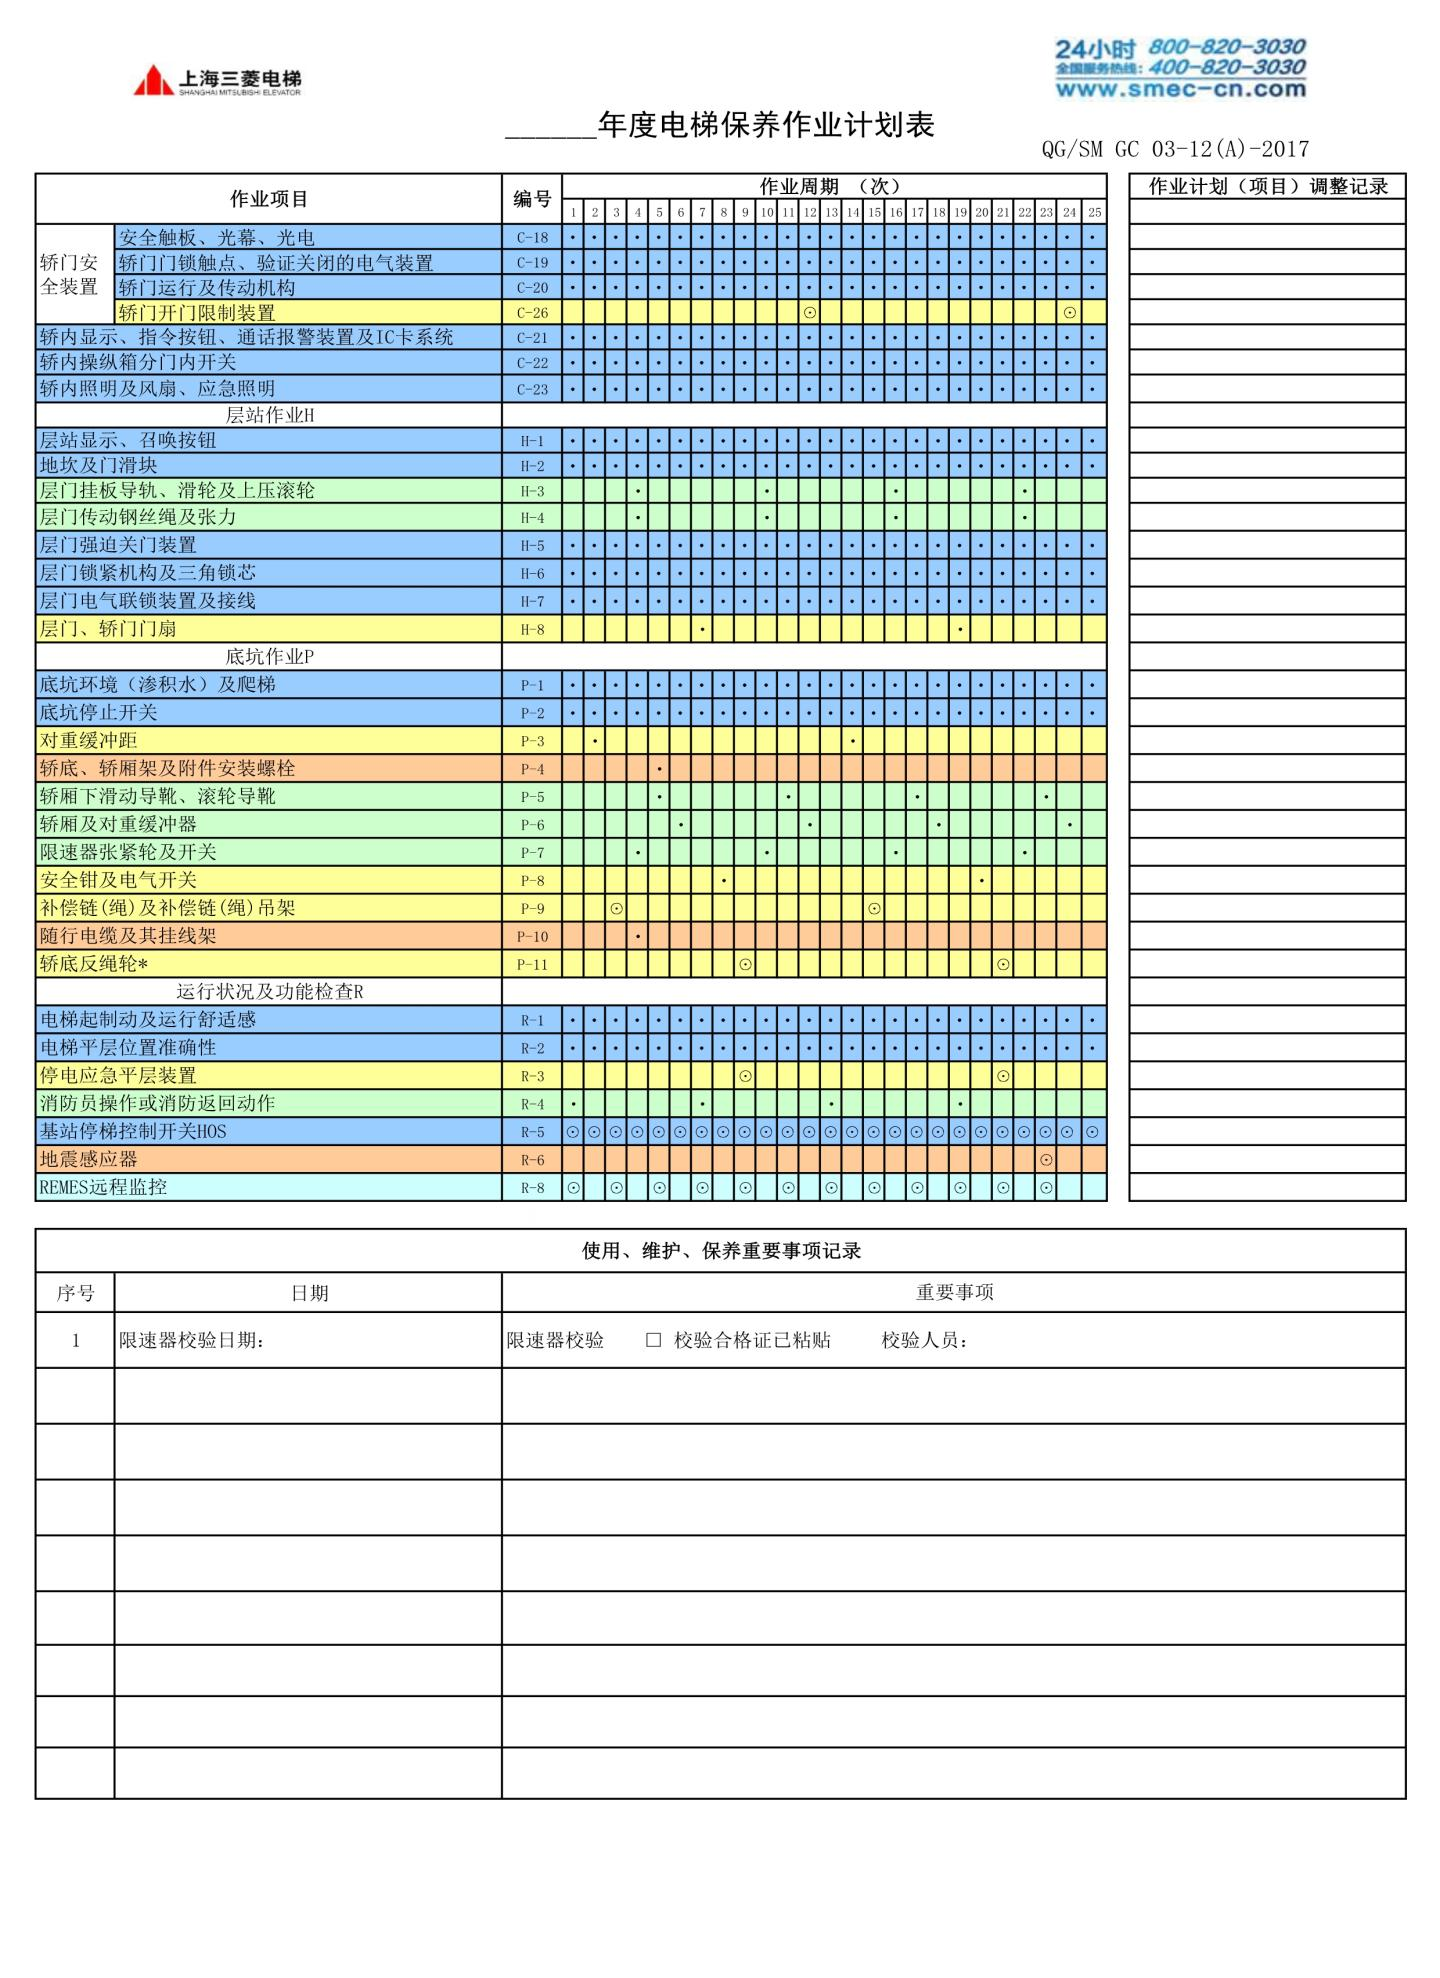 上海三菱电梯
SHANGHAI MITSUBISHI ELEVATOR
24小时 800-820-3030
全国服务热线: 400-820-3030
www.smec-cn.com
______年度电梯保养作业计划表
QG/SM GC 03-12(A)-2017
作业项目 编号 作业周期 （次） 作业计划（项目）调整记录
1 2 3 4 5 6 7 8 9 10 11 12 13 14 15 16 17 18 19 20 21 22 23 24 25
轿门安全装置
安全触板、光幕、光电 C-18 • • • • • • • • • • • • • • • • • • • • • • • • •
轿门门锁触点、验证关闭的电气装置 C-19 • • • • • • • • • • • • • • • • • • • • • • • • •
轿门运行及传动机构 C-20 • • • • • • • • • • • • • • • • • • • • • • • • •
轿门开门限制装置 C-26 ⊙ ⊙
轿内显示、指令按钮、通话报警装置及IC卡系统 C-21 • • • • • • • • • • • • • • • • • • • • • • • • •
轿内操纵箱分门内开关 C-22 • • • • • • • • • • • • • • • • • • • • • • • • •
轿内照明及风扇、应急照明 C-23 • • • • • • • • • • • • • • • • • • • • • • • • •
层站作业H
层站显示、召唤按钮 H-1 • • • • • • • • • • • • • • • • • • • • • • • • •
地坎及门滑块 H-2 • • • • • • • • • • • • • • • • • • • • • • • • •
层门挂板导轨、滑轮及上压滚轮 H-3 • • • •
层门传动钢丝绳及张力 H-4 • • • •
层门强迫关门装置 H-5 • • • • • • • • • • • • • • • • • • • • • • • • •
层门锁紧机构及三角锁芯 H-6 • • • • • • • • • • • • • • • • • • • • • • • • •
层门电气联锁装置及接线 H-7 • • • • • • • • • • • • • • • • • • • • • • • • •
层门、轿门门扇 H-8 • •
底坑作业P
底坑环境（渗积水）及爬梯 P-1 • • • • • • • • • • • • • • • • • • • • • • • • •
底坑停止开关 P-2 • • • • • • • • • • • • • • • • • • • • • • • • •
对重缓冲距 P-3 • •
轿底、轿厢架及附件安装螺栓 P-4 •
轿厢下滑动导靴、滚轮导靴 P-5 • • • •
轿厢及对重缓冲器 P-6 • • • •
限速器张紧轮及开关 P-7 • • • •
安全钳及电气开关 P-8 • •
补偿链(绳)及补偿链(绳)吊架 P-9 ⊙ ⊙
随行电缆及其挂线架 P-10 •
轿底反绳轮* P-11 ⊙ ⊙
运行状况及功能检查R
电梯起制动及运行舒适感 R-1 • • • • • • • • • • • • • • • • • • • • • • • • •
电梯平层位置准确性 R-2 • • • • • • • • • • • • • • • • • • • • • • • • •
停电应急平层装置 R-3 ⊙ ⊙
消防员操作或消防返回动作 R-4 • • • •
基站停梯控制开关HOS R-5 ⊙ ⊙ ⊙ ⊙ ⊙ ⊙ ⊙ ⊙ ⊙ ⊙ ⊙ ⊙ ⊙ ⊙ ⊙ ⊙ ⊙ ⊙ ⊙ ⊙ ⊙ ⊙ ⊙ ⊙ ⊙
地震感应器 R-6 ⊙
REMES远程监控 R-8 ⊙ ⊙ ⊙ ⊙ ⊙ ⊙ ⊙ ⊙ ⊙ ⊙ ⊙ ⊙
使用、维护、保养重要事项记录
序号 日期 重要事项
1 限速器校验日期: 限速器校验 □ 校验合格证已粘贴 校验人员: